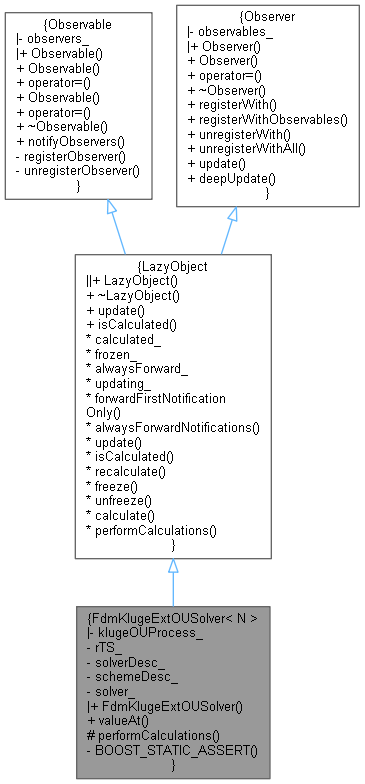 {Observable
|- observers_
|+ Observable()
+ Observable()
+ operator=()
+ Observable()
+ operator=()
+ ~Observable()
+ notifyObservers()
- registerObserver()
- unregisterObserver()
}
{Observer
|- observables_
|+ Observer()
+ Observer()
+ operator=()
+ ~Observer()
+ registerWith()
+ registerWithObservables()
+ unregisterWith()
+ unregisterWithAll()
+ update()
+ deepUpdate()
}
{LazyObject
||+ LazyObject()
+ ~LazyObject()
+ update()
+ isCalculated()
* calculated_
* frozen_
* alwaysForward_
* updating_
* forwardFirstNotification
Only()
* alwaysForwardNotifications()
* update()
* isCalculated()
* recalculate()
* freeze()
* unfreeze()
* calculate()
* performCalculations()
}
{FdmKlugeExtOUSolver< N >
|- klugeOUProcess_
- rTS_
- solverDesc_
- schemeDesc_
- solver_
|+ FdmKlugeExtOUSolver()
+ valueAt()
# performCalculations()
- BOOST_STATIC_ASSERT()
}